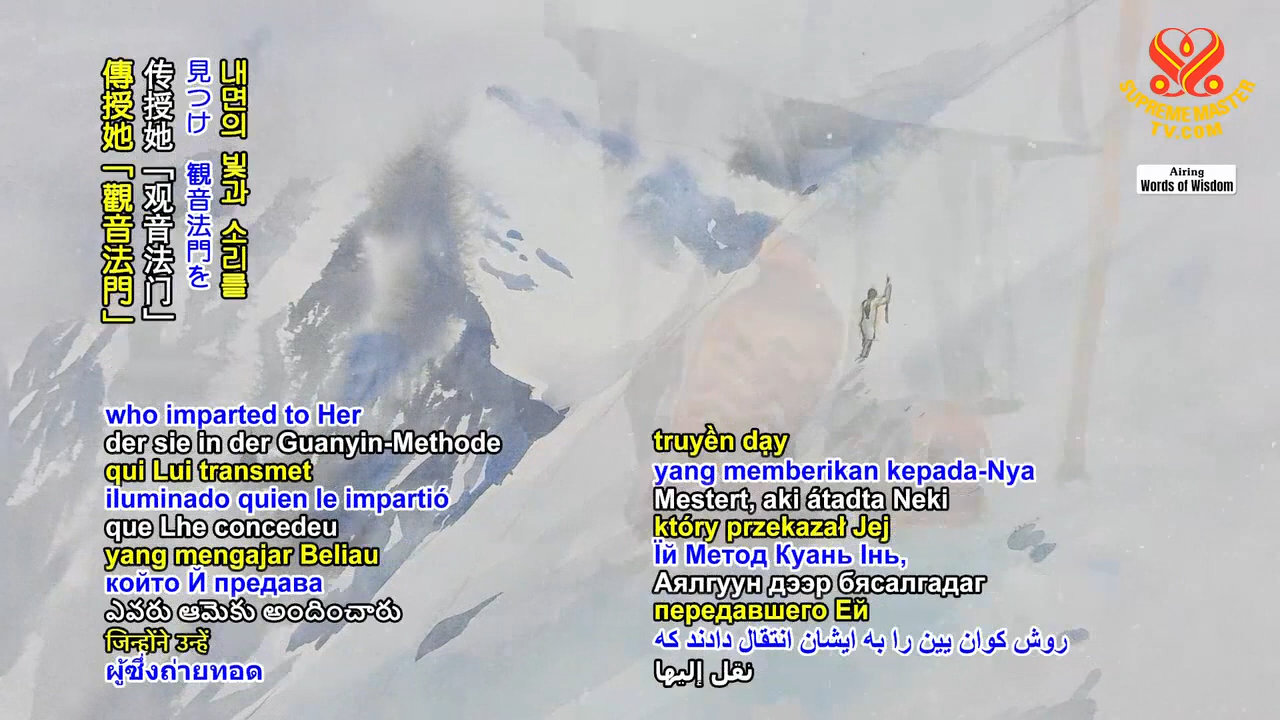 傳授她「觀音法門」
传授她「观音法门」
見つけ 観音法門を
내면의 빛과 소리를
SUPREME MASTER
TV.COM
Airing
Words of Wisdom
who imparted to Her
der sie in der Guanyin-Methode
qui Lui transmet
iluminado quien le impartió
que Lhe concedeu
yang mengajar Beliau
който Й предава
ఎవరు ఆమెకు అందించారు
जिन्होंने उन्हें
ผู้ซึ่งถ่ายทอด
truyền dạy
yang memberikan kepada-Nya
Mestert, aki átadta Neki
który przekazał Jej
Їй Метод Куань Інь,
Аялгуун дээр бясалгадаг
передавшего Ей
روش کوان یین را به ایشان انتقال دادند که
نقل إليها